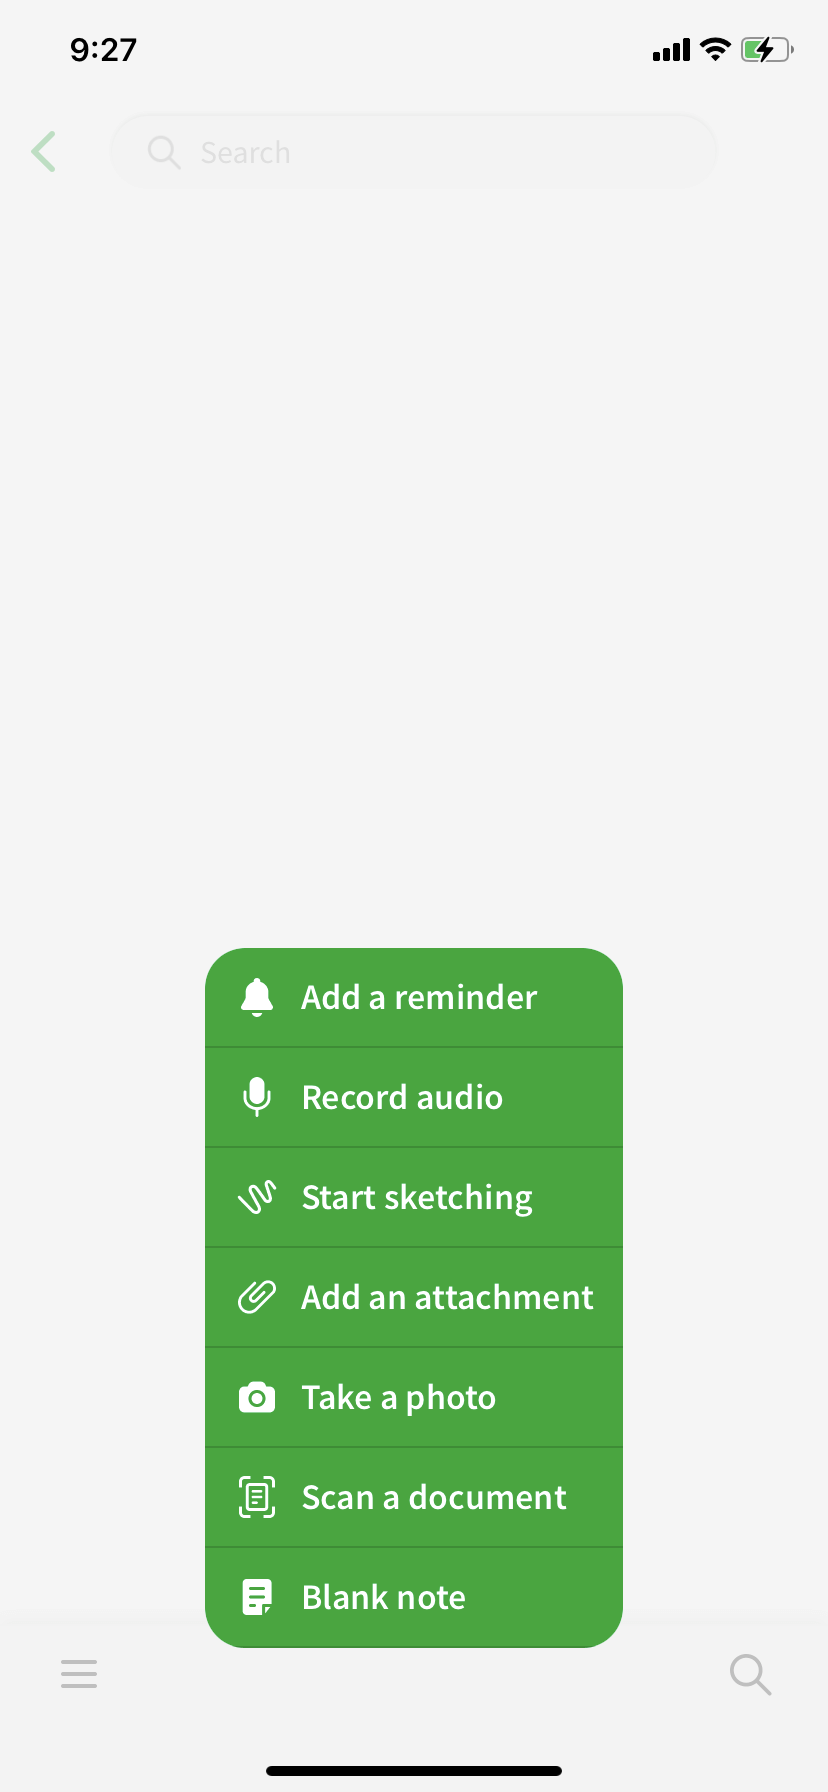 9:27
Search
Add a reminder
Record audio
Start sketching
Add an attachment
Take a photo
Scan a document
Blank note